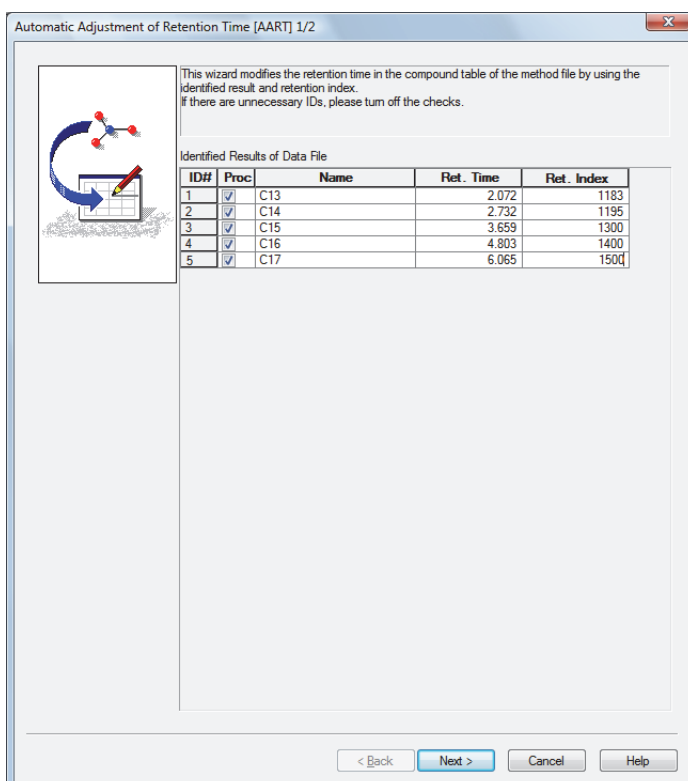 Automatic Adjustment of Retention Time [AART] 1/2
This wizard modifies the retention time in the compound table of the method file by using the
identified result and retention index.
If there are unnecessary IDs, please turn off the checks.
Identified Results of Data File
ID# Proc Name Ret. Time Ret. Index
1 C13 2.072 1183
2 C14 2.732 1195
3 C15 3.659 1300
4 C16 4.803 1400
5 C17 6.065 1500
< Back Next > Cancel Help